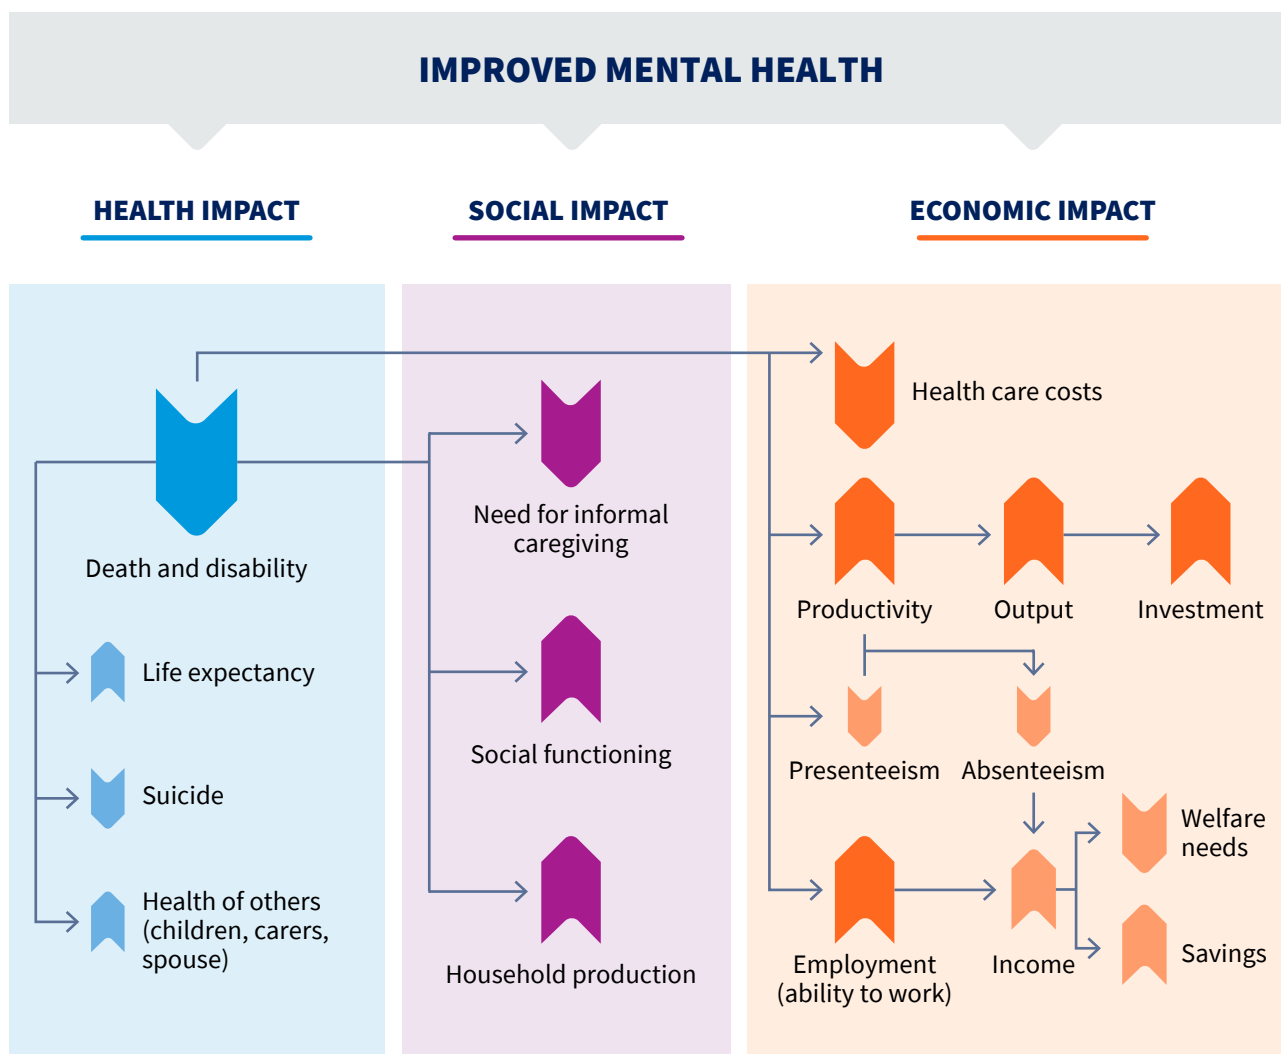 IMPROVED MENTAL HEALTH
HEALTH IMPACT
SOCIAL IMPACT
ECONOMIC IMPACT
Death and disability
Life expectancy
Suicide
Health of others
(children, carers,
spouse)
Need for informal
caregiving
Social functioning
Household production
Health care costs
Productivity
Output
Investment
Presenteeism
Absenteeism
Welfare
needs
Employment
(ability to work)
Income
Savings